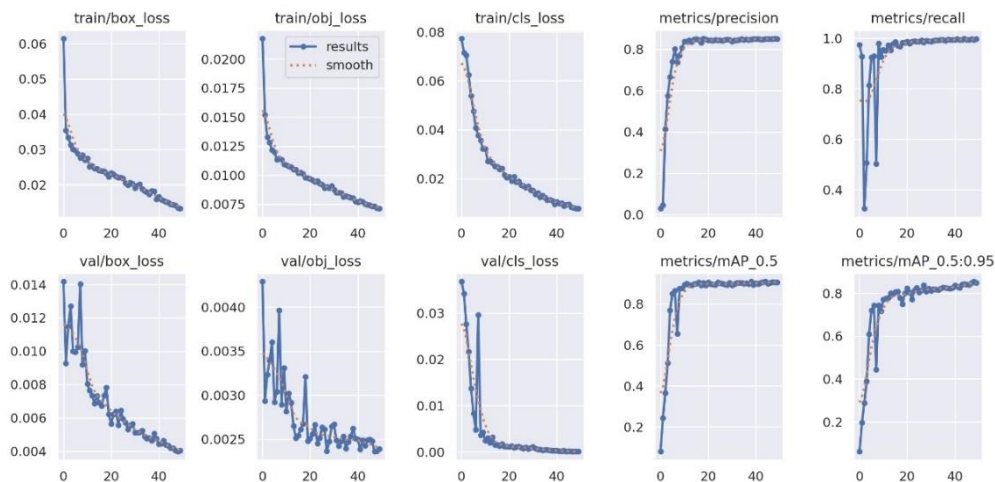 train/box_loss
train/obj_loss
train/cls_loss
metrics/precision
metrics/recall
0.06
0.05
0.04
0.03
0.02
0 20 40
0.0200
0.0175
0.0150
0.0125
0.0100
0.0075
0 20 40
results
smooth
0.08
0.06
0.04
0.02
0 20 40
0.8
0.6
0.4
0.2
0.0
0 20 40
1.0
0.8
0.6
0.4
0 20 40
val/box_loss
val/obj_loss
val/cls_loss
metrics/mAP_0.5
metrics/mAP_0.5:0.95
0.014
0.012
0.010
0.008
0.006
0.004
0 20 40
0.0040
0.0035
0.0030
0.0025
0 20 40
0.03
0.02
0.01
0.00
0 20 40
0.8
0.6
0.4
0.2
0 20 40
0.8
0.6
0.4
0.2
0 20 40